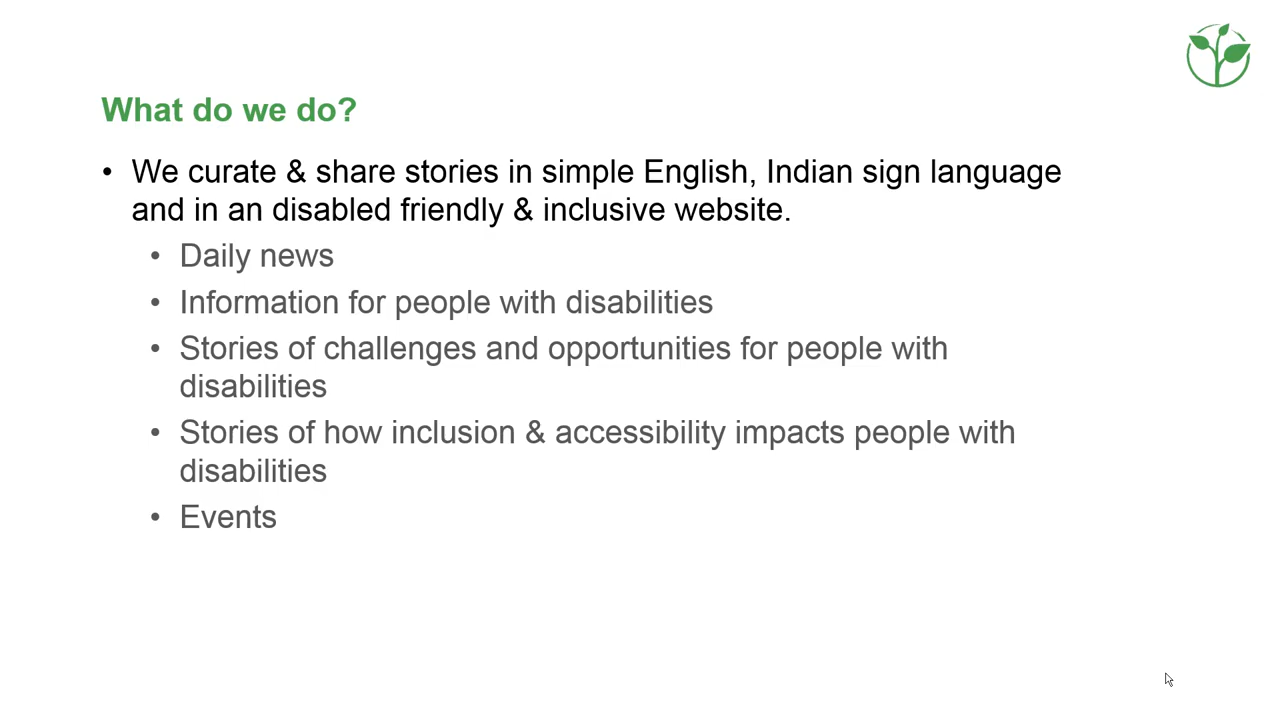 What do we do?
• We curate & share stories in simple English, Indian sign language
and in an disabled friendly & inclusive website.
• Daily news
• Information for people with disabilities
• Stories of challenges and opportunities for people with
disabilities
• Stories of how inclusion & accessibility impacts people with
disabilities
• Events